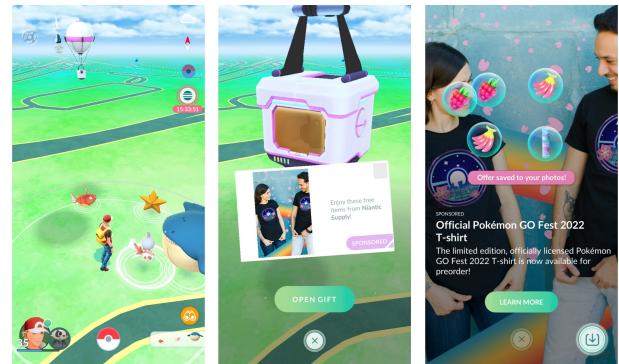 15:33:51
35
Enjoy these free
items from Niantic
Supply!
SPONSORED
OPEN GIFT
Offer saved to your photos!
SPONSORED
Official Pokémon GO Fest 2022
T-shirt
The limited edition, officially licensed Pokémon
GO Fest 2022 T-shirt is now available for
preorder!
LEARN MORE